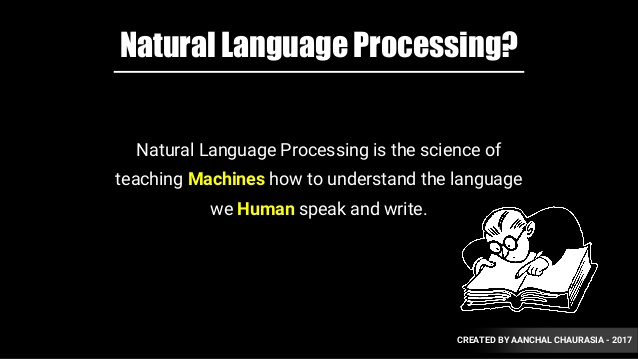 Natural Language Processing?
Natural Language Processing is the science of
teaching Machines how to understand the language
we Human speak and write.
CREATED BY AANCHAL CHAURASIA - 2017